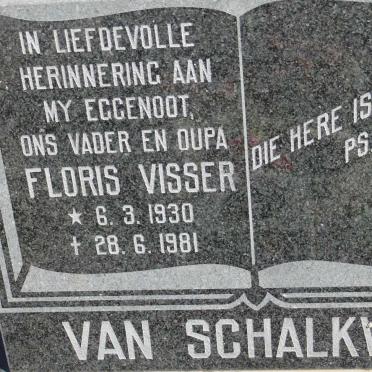 IN LIEFDEVOLLE
HERINNERING AAN
MY EGGENOOT,
ONS VADER EN OUPA
FLORIS VISSER
★ 6. 3. 1930
† 28. 6. 1981
DIE HERE IS
PS.
VAN SCHALK